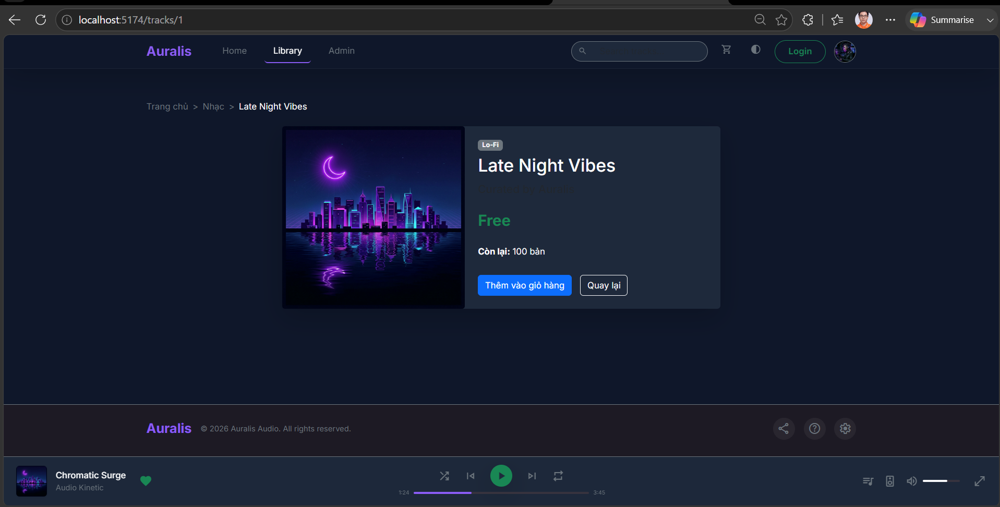 localhost:5174/tracks/1
Summarise
Auralis
Home
Library
Admin
Login
Trang chủ > Nhạc > Late Night Vibes
Lo-Fi
Late Night Vibes
Curated by Auralis
Free
Còn lại: 100 bản
Thêm vào giỏ hàng
Quay lại
Auralis
© 2026 Auralis Audio. All rights reserved.
Chromatic Surge
Audio Kinetic
1:24
3:45